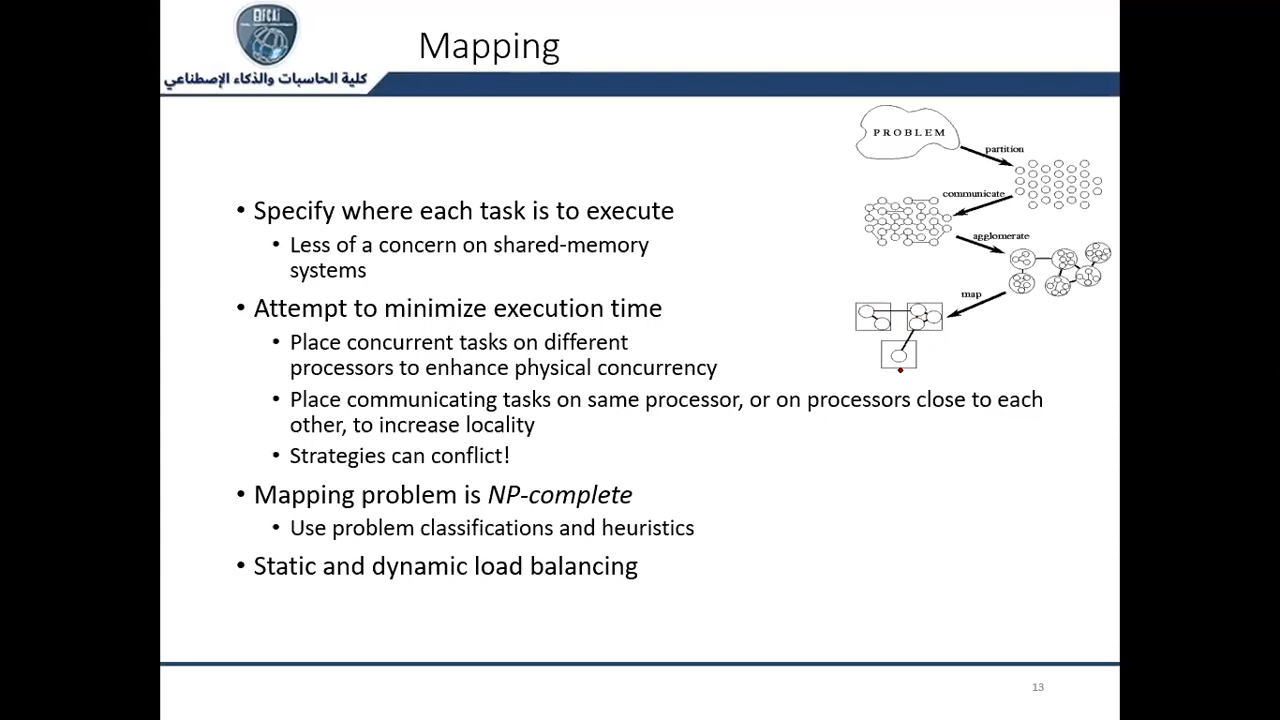 Mapping
كلية الحاسبات والذكاء الإصطناعي
PROBLEM
partition
communicate
agglomerate
map
• Specify where each task is to execute
• Less of a concern on shared-memory
systems
• Attempt to minimize execution time
• Place concurrent tasks on different
processors to enhance physical concurrency
• Place communicating tasks on same processor, or on processors close to each
other, to increase locality
• Strategies can conflict!
• Mapping problem is NP-complete
• Use problem classifications and heuristics
• Static and dynamic load balancing
13